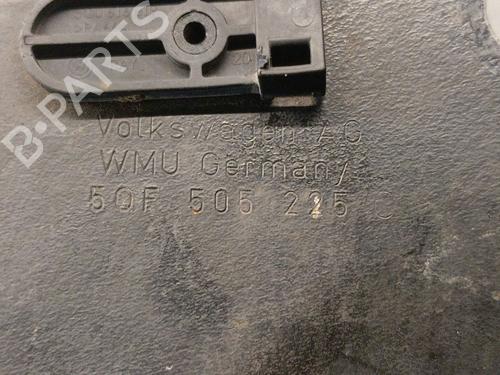 B-PARTS
Volkswagen AG
WMU Germany
5QF 505 225